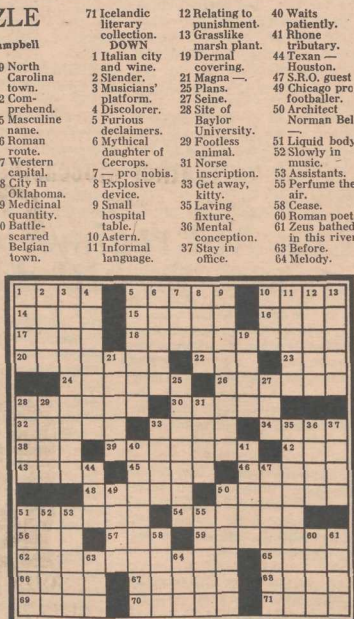 ZLE
ampbell
9 North
Carolina
town.
2 Com-
prehend.
5 Masculine
name.
6 Roman
route.
7 Western
capital.
8 City in
Oklahoma.
9 Medicinal
quantity.
0 Battle-
scarred
Belgian
town.
71 Icelandic
literary
collection.
DOWN
1 Italian city
and wine.
2 Slender.
3 Musicians'
platform.
4 Discolorer.
5 Furious
declaimers.
6 Mythical
daughter of
Cecrops.
7 — pro nobis.
8 Explosive
device.
9 Small
hospital
table.
10 Astern.
11 Informal
language.
12 Relating to
punishment.
13 Grasslike
marsh plant.
19 Dermal
covering.
21 Magna —.
25 Plans.
27 Seine.
28 Site of
Baylor
University.
29 Footless
animal.
31 Norse
inscription.
33 Get away,
kitty.
35 Laving
fixture.
36 Mental
conception.
37 Stay in
office.
40 Waits
patiently.
41 Rhone
tributary.
44 Texan —
Houston.
47 S.R.O. guest
49 Chicago pro
footballer.
50 Architect
Norman Bel
—.
51 Liquid body
52 Slowly in
music.
53 Assistants.
55 Perfume the
air.
58 Cease.
60 Roman poet
61 Zeus bathed
in this river
63 Before.
64 Melody.
1 2 3 4 5 6 7 8 9 10 11 12 13
14 15 16
17 18 19
20 21 22 23
24 25 26 27
28 29 30 31
32 33 34 35 36 37
38 39 40 41 42
43 44 45 46 47
48 49 50
51 52 53 54 55
56 57 58 59 60 61
62 63 64 65
66 67 68
69 70 71